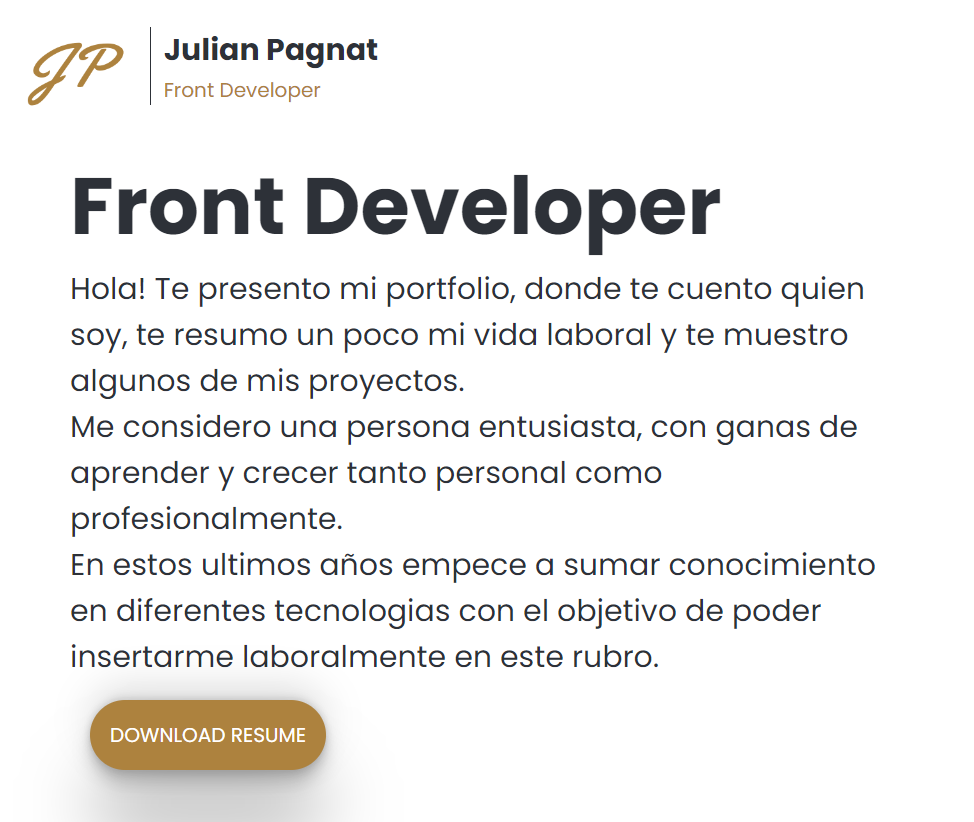 JP
Julian Pagnat
Front Developer
Front Developer
Hola! Te presento mi portfolio, donde te cuento quien
soy, te resumo un poco mi vida laboral y te muestro
algunos de mis proyectos.
Me considero una persona entusiasta, con ganas de
aprender y crecer tanto personal como
profesionalmente.
En estos ultimos años empece a sumar conocimiento
en diferentes tecnologias con el objetivo de poder
insertarme laboralmente en este rubro.
DOWNLOAD RESUME